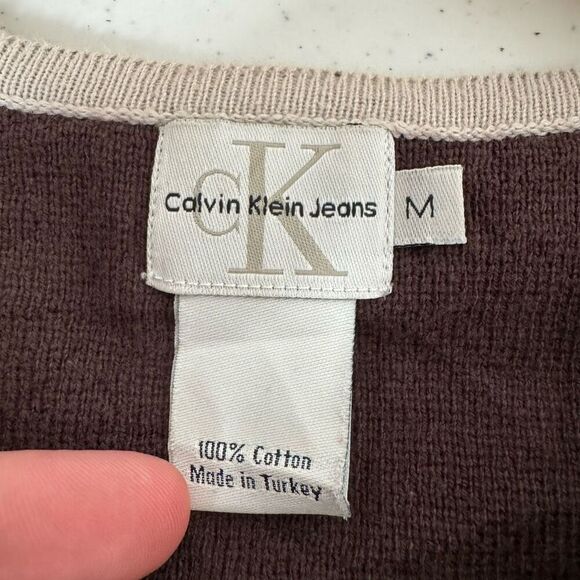 CK
Calvin Klein Jeans
M
100% Cotton
Made in Turkey